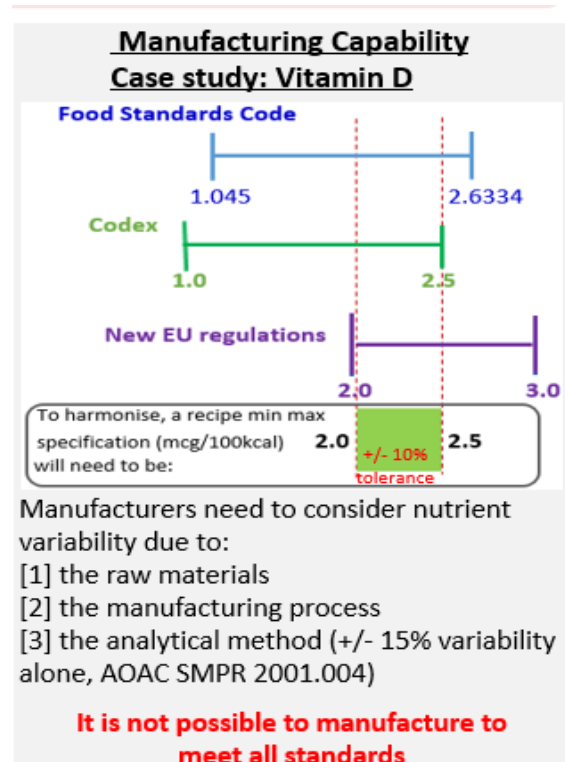 Manufacturing Capability
Case study: Vitamin D
Food Standards Code
1.045
2.6334
Codex
1.0
2.5
New EU regulations
2.0
3.0
To harmonise, a recipe min max
specification (mcg/100kcal)
will need to be:
2.0
+/- 10%
tolerance
2.5
Manufacturers need to consider nutrient
variability due to:
[1] the raw materials
[2] the manufacturing process
[3] the analytical method (+/- 15% variability
alone, AOAC SMPR 2001.004)
It is not possible to manufacture to
meet all standards